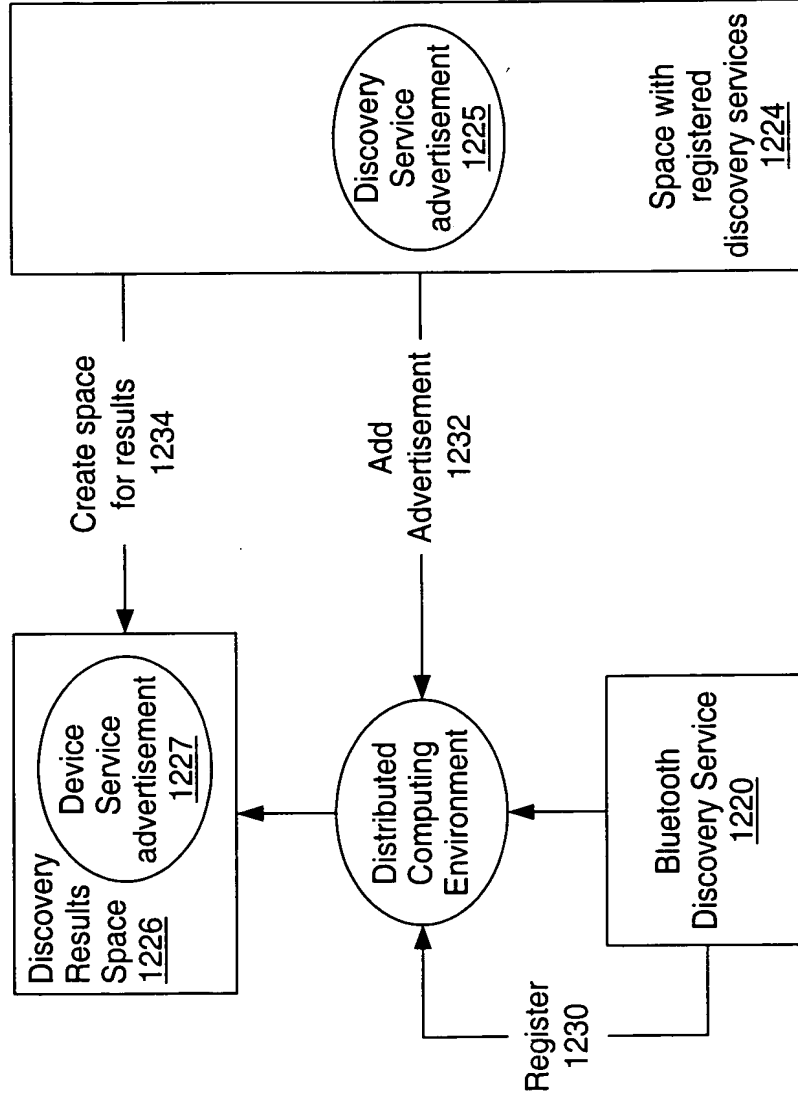 Discovery
Results
Space
1226
Device
Service
advertisement
1227
Create space
for results
1234
Discovery
Service
advertisement
1225
Space with
registered
discovery services
1224
Add
Advertisement
1232
Distributed
Computing
Environment
Register
1230
Bluetooth
Discovery Service
1220